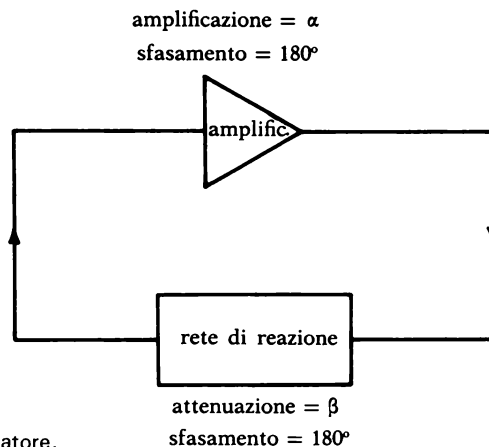 amplificazione = α
sfasamento = 180°
amplific.
rete di reazione
attenuazione = β
sfasamento = 180°